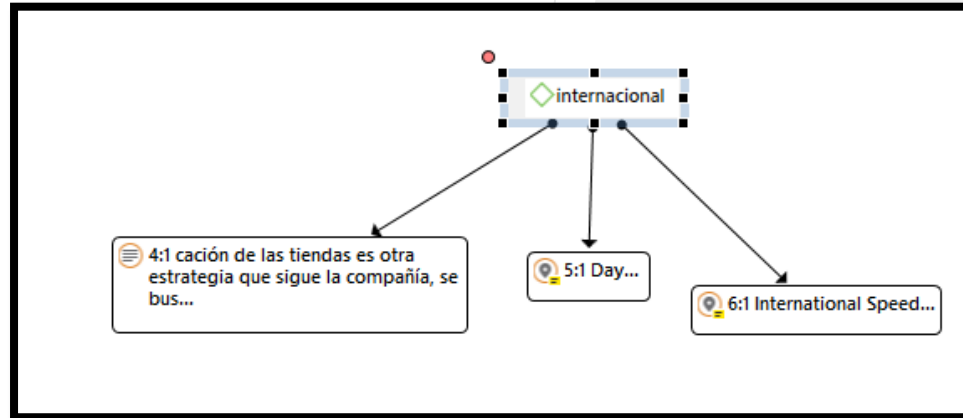 internacional
4:1 cación de las tiendas es otra
estrategia que sigue la compañía, se
bus...
5:1 Day...
6:1 International Speed...